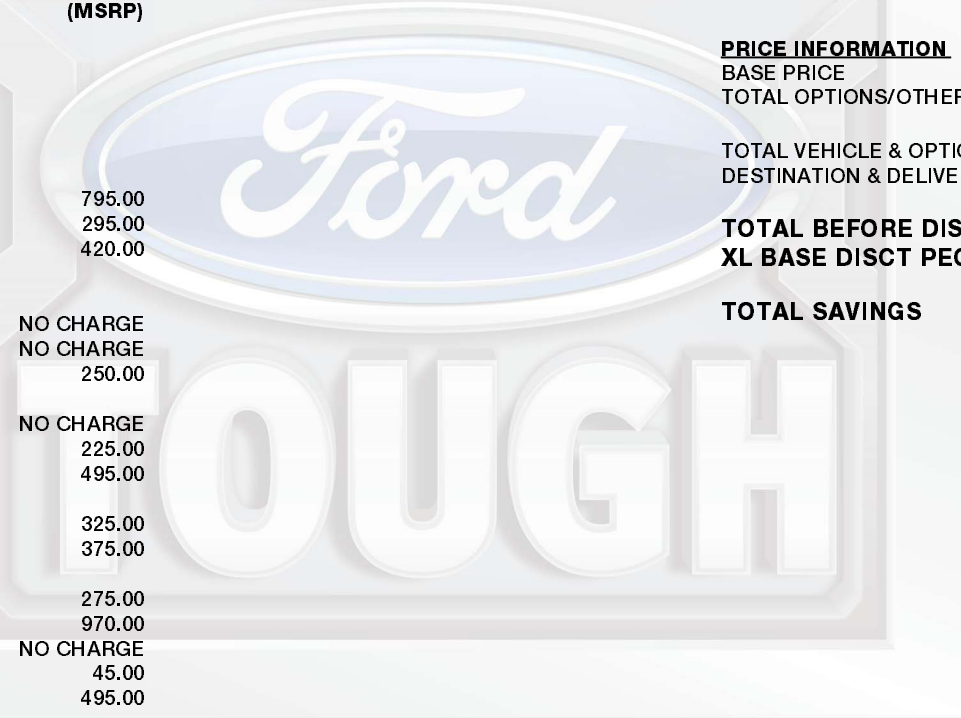 (MSRP)
795.00
295.00
420.00
NO CHARGE
NO CHARGE
250.00
NO CHARGE
225.00
495.00
325.00
375.00
275.00
970.00
NO CHARGE
45.00
495.00
PRICE INFORMATION
BASE PRICE
TOTAL OPTIONS/OTHER
TOTAL VEHICLE & OPTIO
DESTINATION & DELIVE
TOTAL BEFORE DIS
XL BASE DISCT PEG
TOTAL SAVINGS
Ford
TOUGH